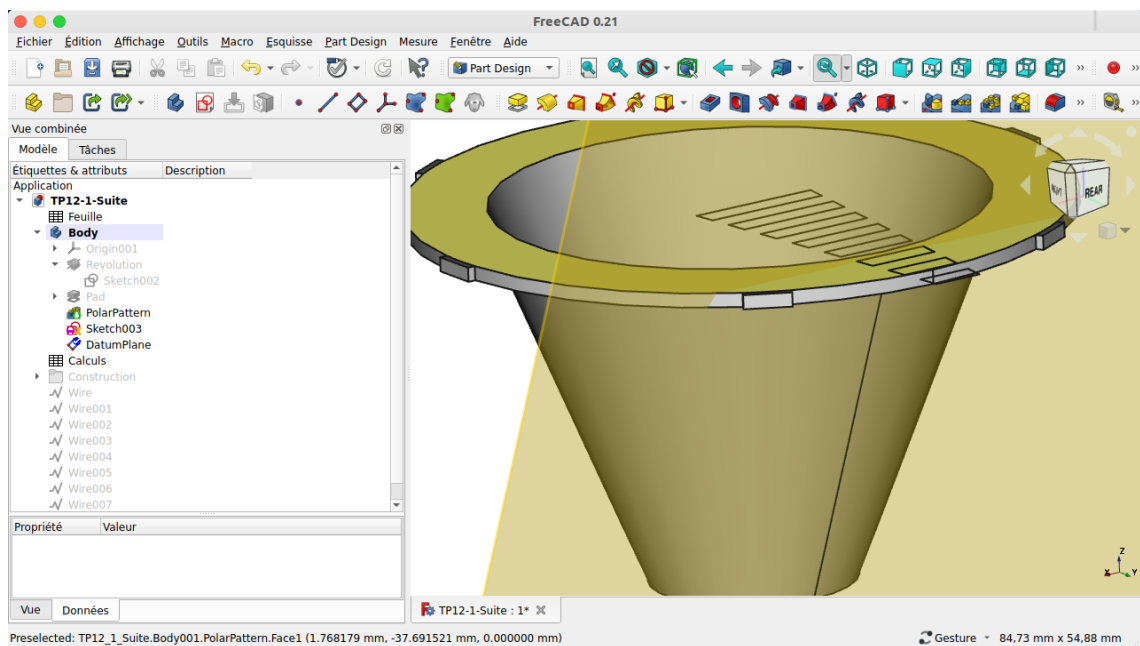 FreeCAD 0.21
Fichier Édition Affichage Outils Macro Esquisse Part Design Mesure Fenêtre Aide
Part Design
Vue combinée
Modèle Tâches
Étiquettes & attributs Description
Application
TP12-1-Suite
Feuille
Body
Origin001
Revolution
Sketch002
Pad
PolarPattern
Sketch003
DatumPlane
Calculs
Construction
Wire
Wire001
Wire002
Wire003
Wire004
Wire005
Wire006
Wire007
Propriété Valeur
REAR
Z
X Y
Vue Données
TP12-1-Suite : 1*
Preselected: TP12_1_Suite.Body001.PolarPattern.Face1 (1.768179 mm, -37.691521 mm, 0.000000 mm)
Gesture 84,73 mm x 54,88 mm